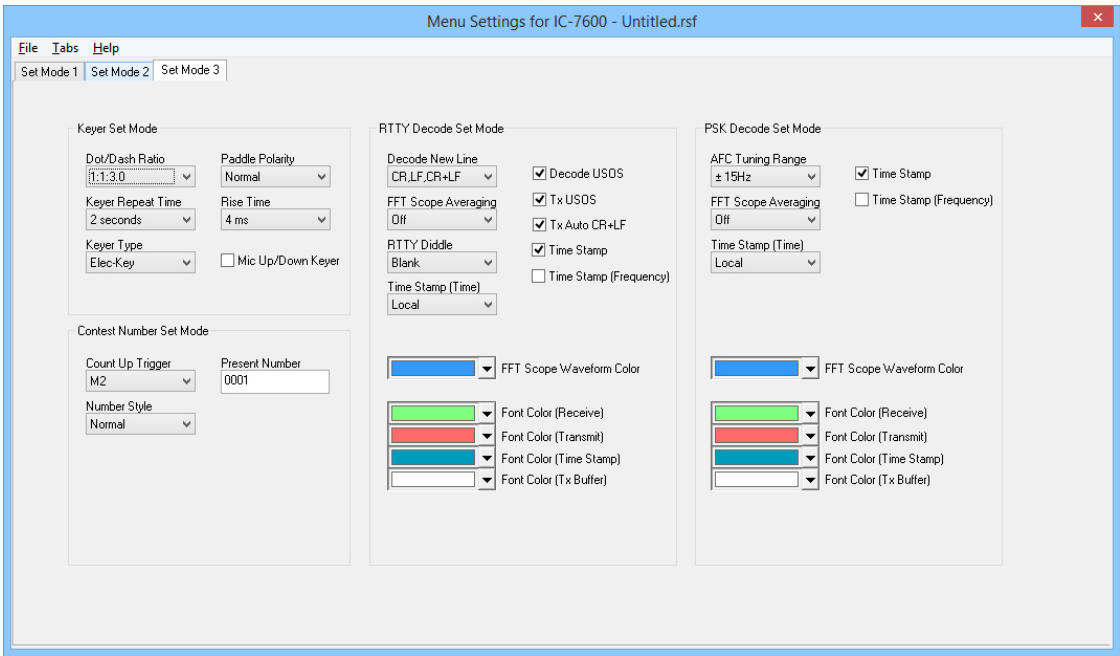 Menu Settings for IC-7600 - Untitled.rsf
File Tabs Help
Set Mode 1 Set Mode 2 Set Mode 3
Keyer Set Mode
Dot/Dash Ratio Paddle Polarity
1:1:3.0 Normal
Keyer Repeat Time Rise Time
2 seconds 4 ms
Keyer Type
Elec-Key Mic Up/Down Keyer
Contest Number Set Mode
Count Up Trigger Present Number
M2 0001
Number Style
Normal
RTTY Decode Set Mode
Decode New Line
CR,LF,CR+LF Decode USOS
FFT Scope Averaging Tx USOS
Off Tx Auto CR+LF
RTTY Diddle Time Stamp
Blank Time Stamp (Frequency)
Time Stamp (Time)
Local
FFT Scope Waveform Color
Font Color (Receive)
Font Color (Transmit)
Font Color (Time Stamp)
Font Color (Tx Buffer)
PSK Decode Set Mode
AFC Tuning Range
± 15Hz Time Stamp
FFT Scope Averaging Time Stamp (Frequency)
Off
Time Stamp (Time)
Local
FFT Scope Waveform Color
Font Color (Receive)
Font Color (Transmit)
Font Color (Time Stamp)
Font Color (Tx Buffer)